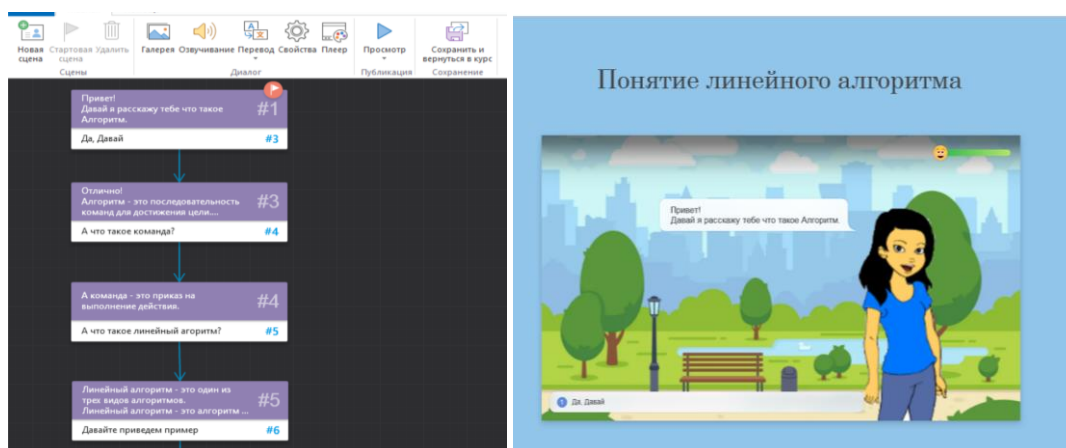 Новая сцена
Стартовая сцена
Удалить
Галерея
Озвучивание
Перевод
Свойства
Плеер
Просмотр
Сохранить и вернуться в курс
Сцены
Диалог
Публикация
Сохранение
Привет!
Давай я расскажу тебе что такое
Алгоритм.
#1
Да, Давай
#3
Отлично!
Алгоритм - это последовательность
команд для достижения цели....
#3
А что такое команда?
#4
А команда - это приказ на
выполнение действия.
#4
А что такое линейный агоритм?
#5
Линейный алгоритм - это один из
трех видов алгоритмов.
Линейный алгоритм - это алгоритм ...
#5
Давайте приведем пример
#6
Понятие линейного алгоритма
Привет!
Давай я расскажу тебе что такое Алгоритм.
1 Да, Давай